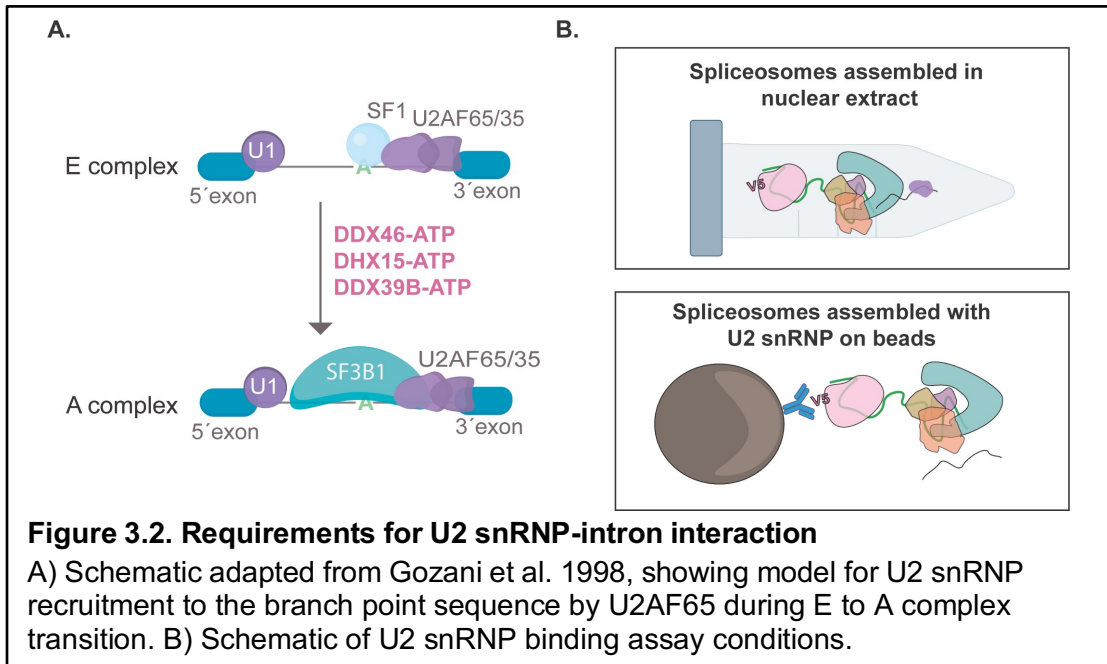 A.
SF1
U2AF65/35
E complex
U1
A
5´exon
3´exon
DDX46-ATP
DHX15-ATP
DDX39B-ATP
A complex
U1
SF3B1
U2AF65/35
A
5´exon
3´exon
B.
Spliceosomes assembled in
nuclear extract
V5
Spliceosomes assembled with
U2 snRNP on beads
V5
Figure 3.2. Requirements for U2 snRNP-intron interaction
A) Schematic adapted from Gozani et al. 1998, showing model for U2 snRNP
recruitment to the branch point sequence by U2AF65 during E to A complex
transition. B) Schematic of U2 snRNP binding assay conditions.